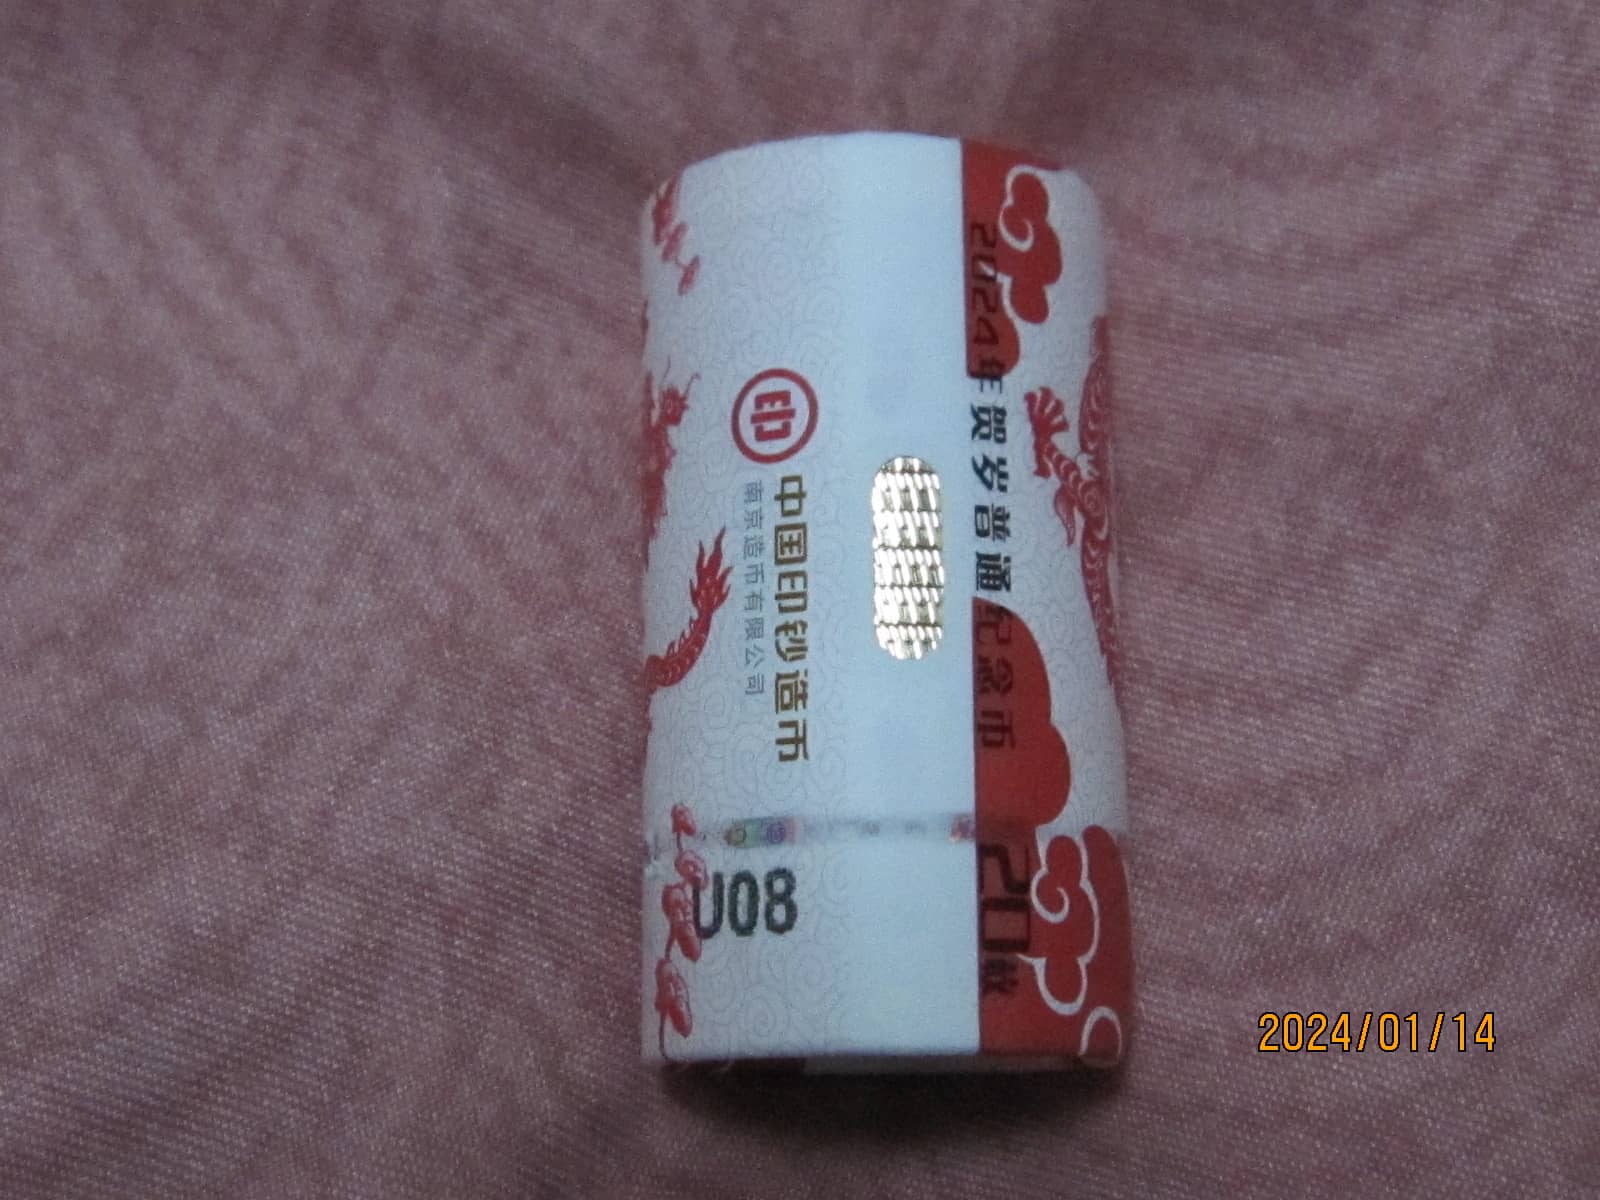 印
中国印钞造币
南京造币有限公司
2024年贺岁普通纪念币
20枚
U08
2024/01/14